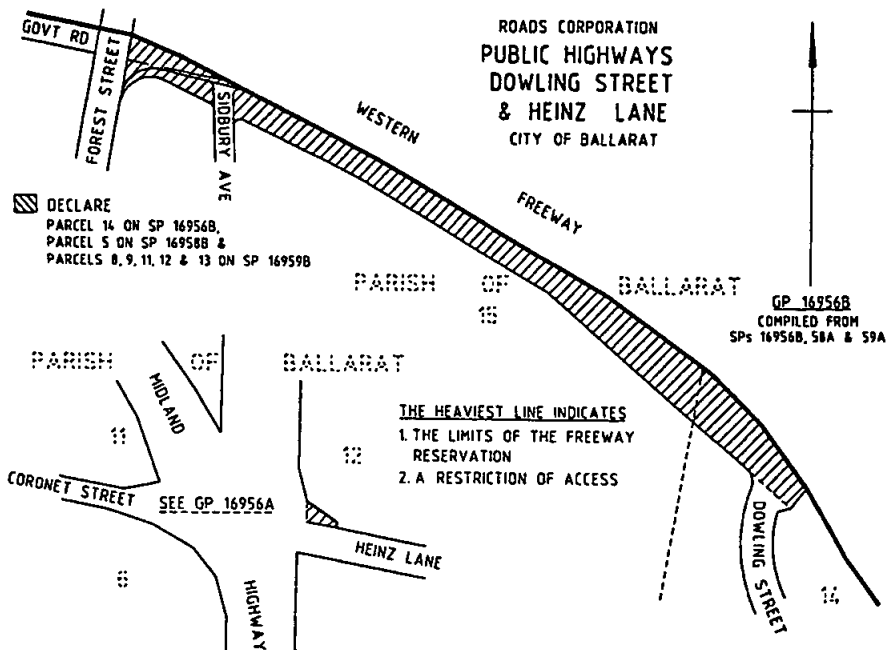 ROADS CORPORATION
PUBLIC HIGHWAYS
DOWLING STREET
& HEINZ LANE
CITY OF BALLARAT
GOVT RD
FOREST STREET
SIDBURY AVE
WESTERN
FREEWAY
DECLARE
PARCEL 14 ON SP 16956B,
PARCEL 5 ON SP 16958B &
PARCELS 8, 9, 11, 12 & 13 ON SP 16959B
PARISH OF BALLARAT
15
GP 16956B
COMPILED FROM
SPs 16956B, 58A & 59A
PARISH OF BALLARAT
MIDLAND
11
12
THE HEAVIEST LINE INDICATES
1. THE LIMITS OF THE FREEWAY
RESERVATION
2. A RESTRICTION OF ACCESS
CORONET STREET
SEE GP 16956A
HEINZ LANE
DOWLING STREET
6
14
HIGHWAY